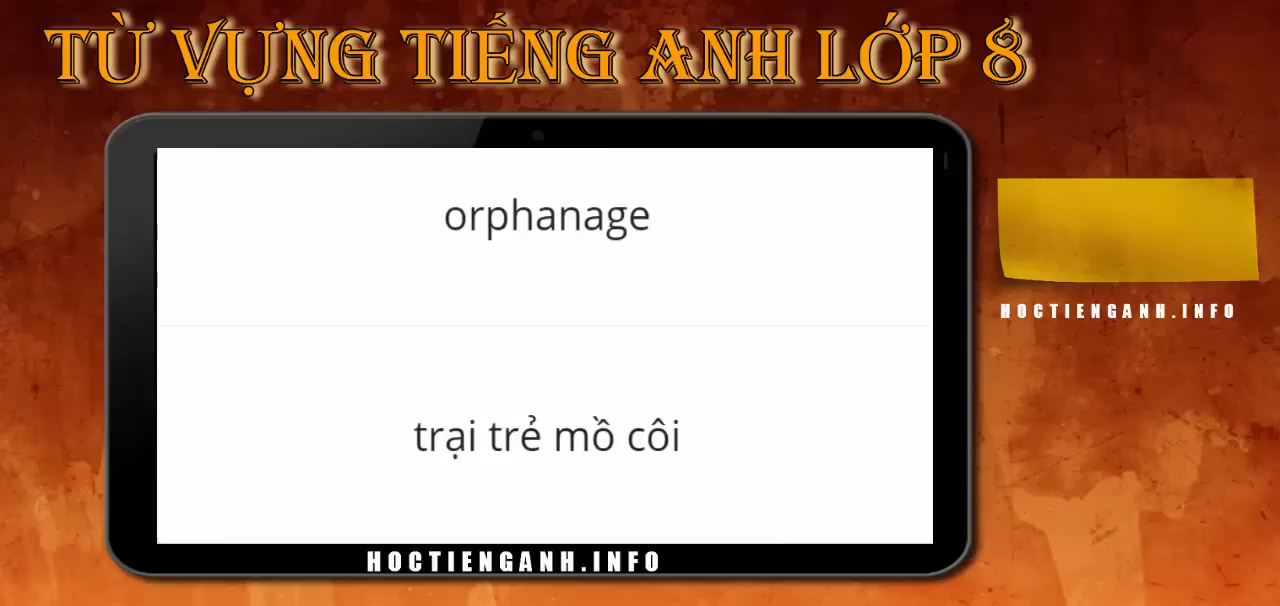 TỪ VỰNG TIẾNG ANH LỚP 8
orphanage
HOCTIENGANH.INFO
trại trẻ mồ côi
HOCTIENGANH.INFO